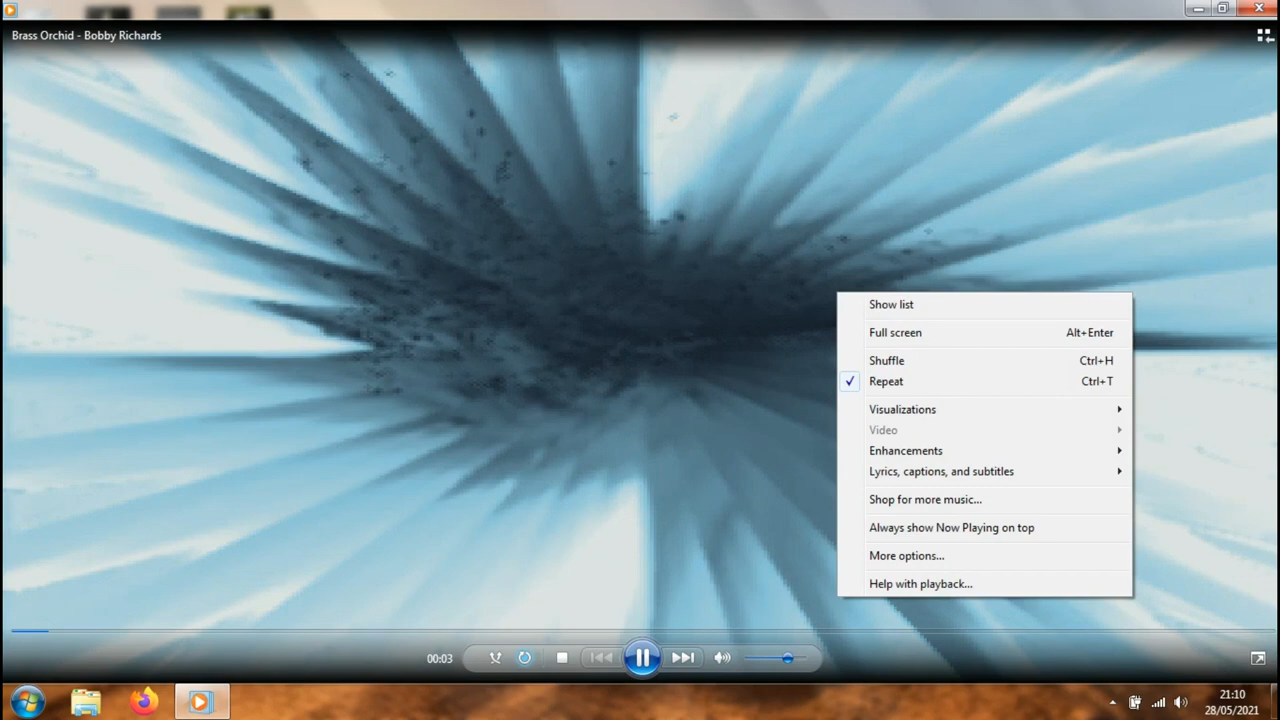 Brass Orchid - Bobby Richards
Show list
Full screen Alt+Enter
Shuffle Ctrl+H
Repeat Ctrl+T
Visualizations
Video
Enhancements
Lyrics, captions, and subtitles
Shop for more music...
Always show Now Playing on top
More options...
Help with playback...
00:03
21:10
28/05/2021